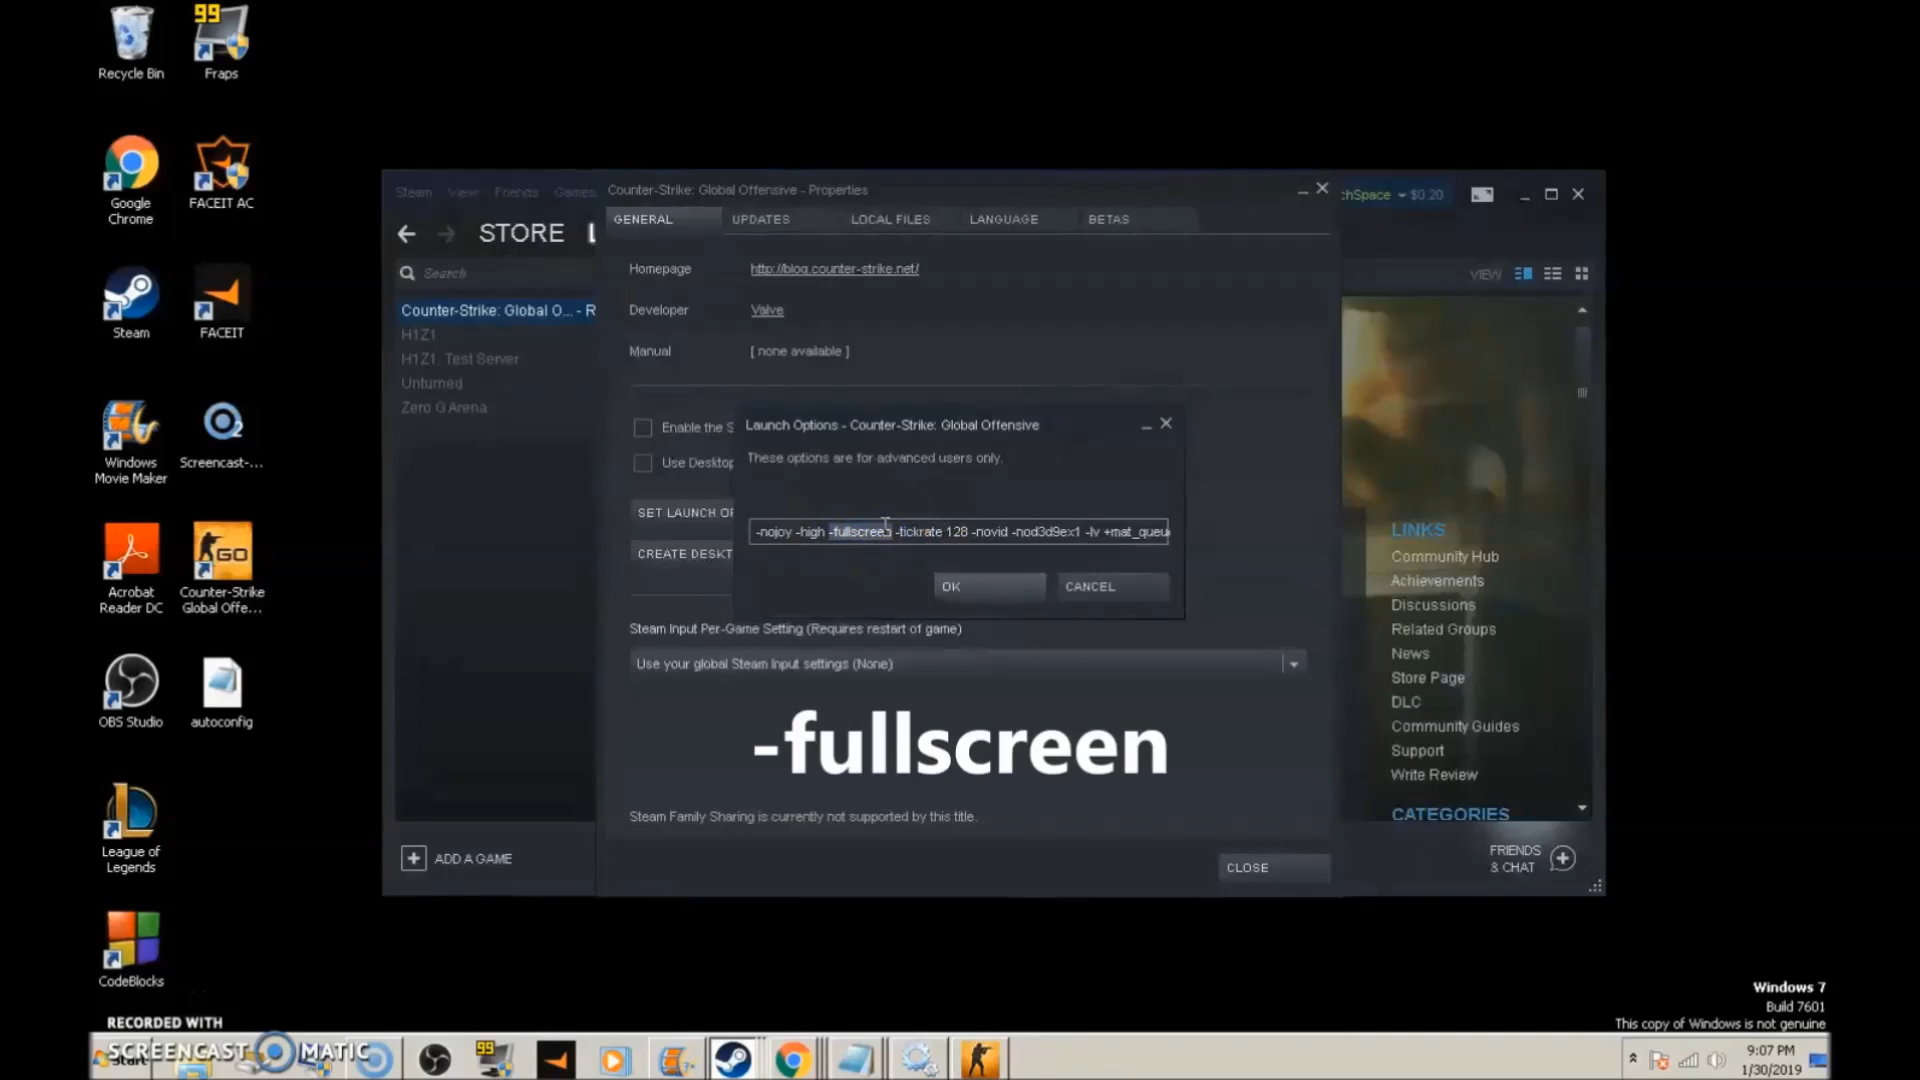 99
Recycle Bin
Fraps
Google
Chrome
FACEIT AC
Steam
FACEIT
Windows
Movie Maker
Screencast-...
Acrobat
Reader DC
Counter-Strike
Global Offe...
OBS Studio
autoconfig
League of
Legends
CodeBlocks
Steam View Friends Games
STORE L
Search
Counter-Strike: Global O... - R
H1Z1
H1Z1: Test Server
Unturned
Zero G Arena
ADD A GAME
Counter-Strike: Global Offensive - Properties
GENERAL UPDATES LOCAL FILES LANGUAGE BETAS
Homepage http://blog.counter-strike.net/
Developer Valve
Manual [ none available ]
Enable the S
Use Desktop
SET LAUNCH OP
CREATE DESKT
Launch Options - Counter-Strike: Global Offensive
These options are for advanced users only.
-nojoy -high -fullscreen -tickrate 128 -novid -nod3d9ex1 -lv +mat_queu
OK CANCEL
Steam Input Per-Game Setting (Requires restart of game)
Use your global Steam Input settings (None)
-fullscreen
Steam Family Sharing is currently not supported by this title.
CLOSE
chSpace $0.20
VIEW
LINKS
Community Hub
Achievements
Discussions
Related Groups
News
Store Page
DLC
Community Guides
Support
Write Review
CATEGORIES
FRIENDS
& CHAT
Windows 7
Build 7601
This copy of Windows is not genuine
RECORDED WITH
SCREENCAST MATIC
Start
99
9:07 PM
1/30/2019